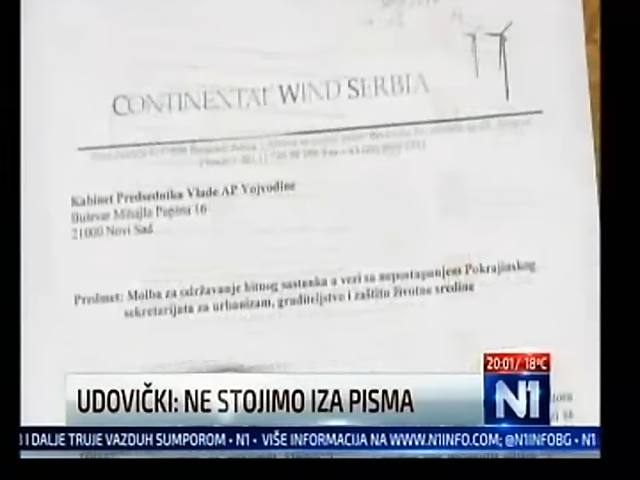 CONTINENTAL WIND SERBIA
Kabinet Predsednika Vlade AP Vojvodine
Bulevar Mihajla Pupina 16
21000 Novi Sad
Predmet: Molba za održavanje hitnog sastanka u vezi sa nepostupanjem Pokrajinskog
sekretarijata za urbanizam, graditeljstvo i zaštitu životne sredine
20:01 / 18°C
UDOVIČKI: NE STOJIMO IZA PISMA
N1
I DALJE TRUJE VAZDUH SUMPOROM • N1 • VIŠE INFORMACIJA NA WWW.N1INFO.COM; @N1INFOBG • N1